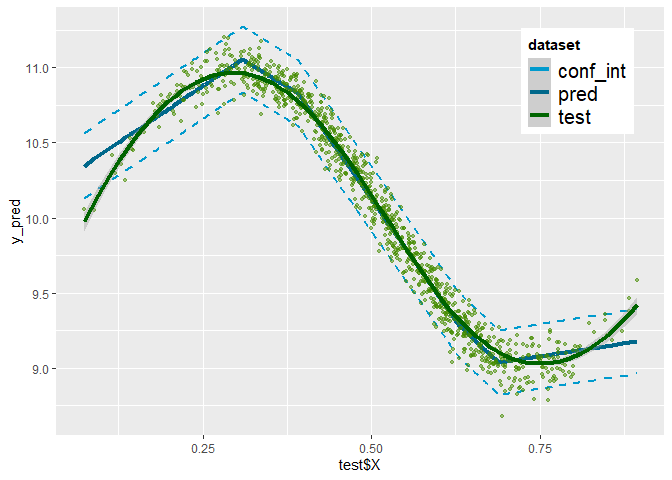 dataset
conf_int
pred
test
11.0
10.5
10.0
9.5
9.0
y_pred
0.25
0.50
0.75
test$X